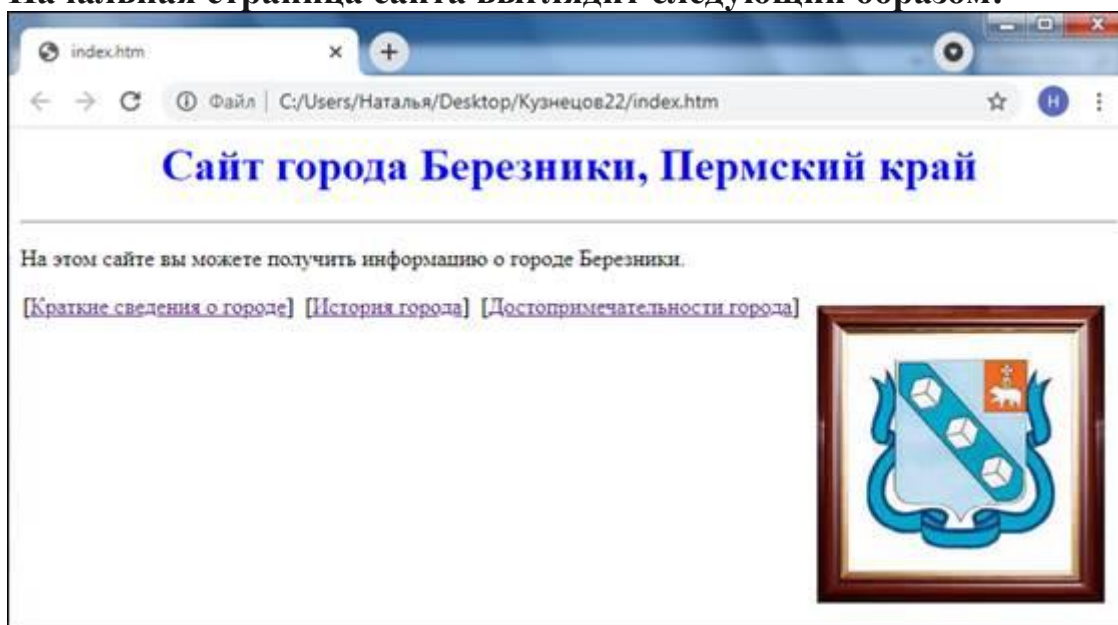 Начальная страница сайта выглядит следующим образом:
index.htm
Файл | C:/Users/Наталья/Desktop/Кузнецов22/index.htm
Н
Сайт города Березники, Пермский край
На этом сайте вы можете получить информацию о городе Березники.
[Краткие сведения о городе] [История города] [Достопримечательности города]